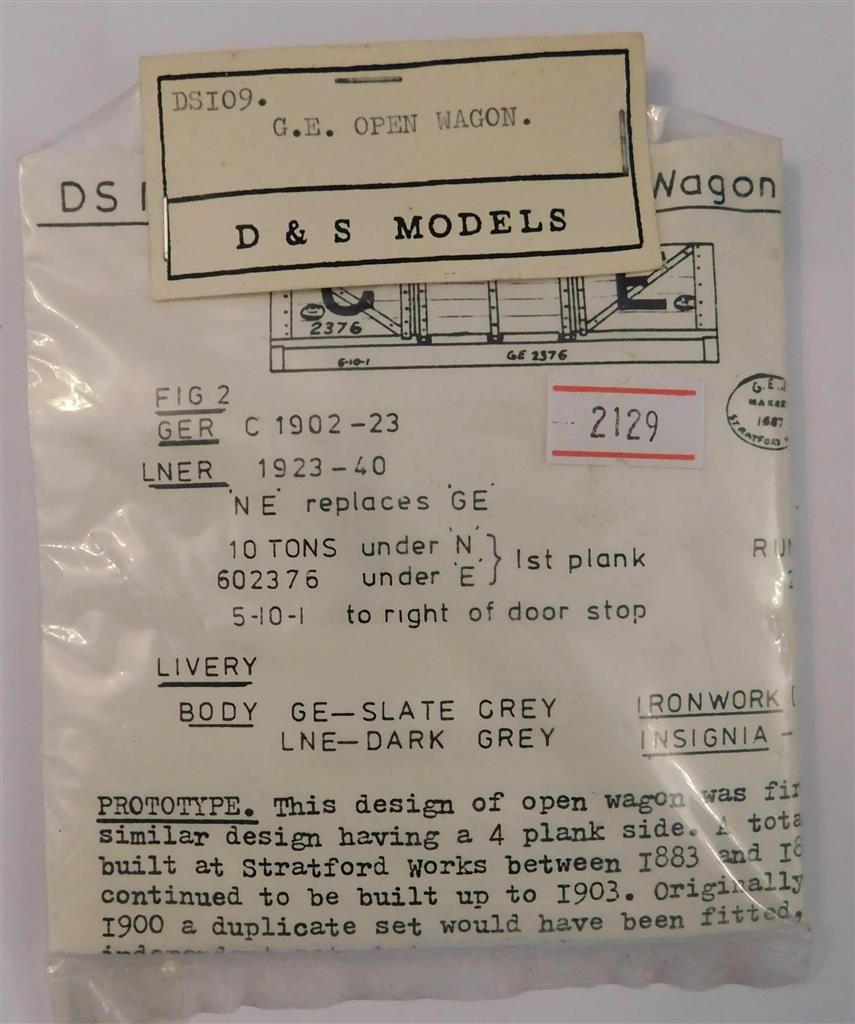 DS109.
G.E. OPEN WAGON.
D & S MODELS
DS 1
Wagon
2376
5-10-1
GE 2376
FIG 2
GER C 1902-23
LNER 1923-40
'NE' replaces 'GE'
10 TONS under 'N'
602376 under 'E'
} 1st plank
5-10-1 to right of door stop
2129
G.E.
1887
STRATFORD
LIVERY
BODY GE—SLATE GREY
LNE—DARK GREY
IRONWORK
INSIGNIA -
PROTOTYPE. This design of open wagon was
similar design having a 4 plank side. A
built at Stratford Works between 1883 and
continued to be built up to 1903. Originally
1900 a duplicate set would have been fitted,